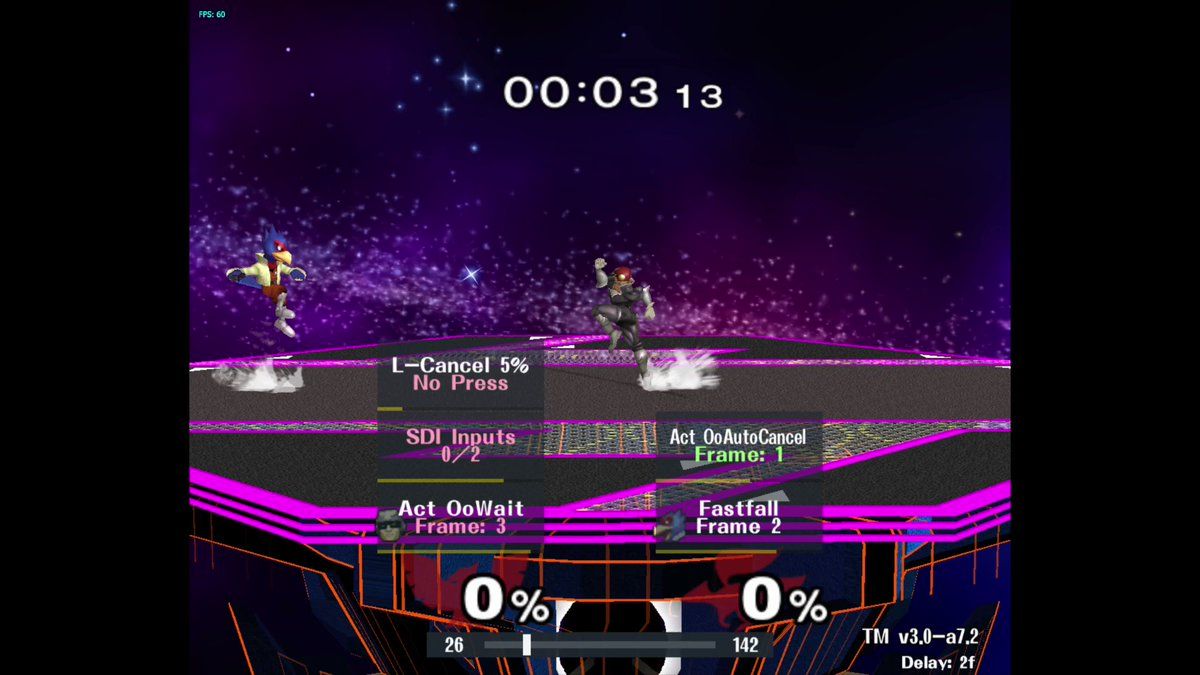 FPS: 60
00:03 13
L-Cancel 5%
No Press
SDI Inputs
0/2
Act OoWait
Frame: 3
Act OoAutoCancel
Frame: 1
Fastfall
Frame 2
0%
0%
26
142
TM v3.0-a7.2
Delay: 2f